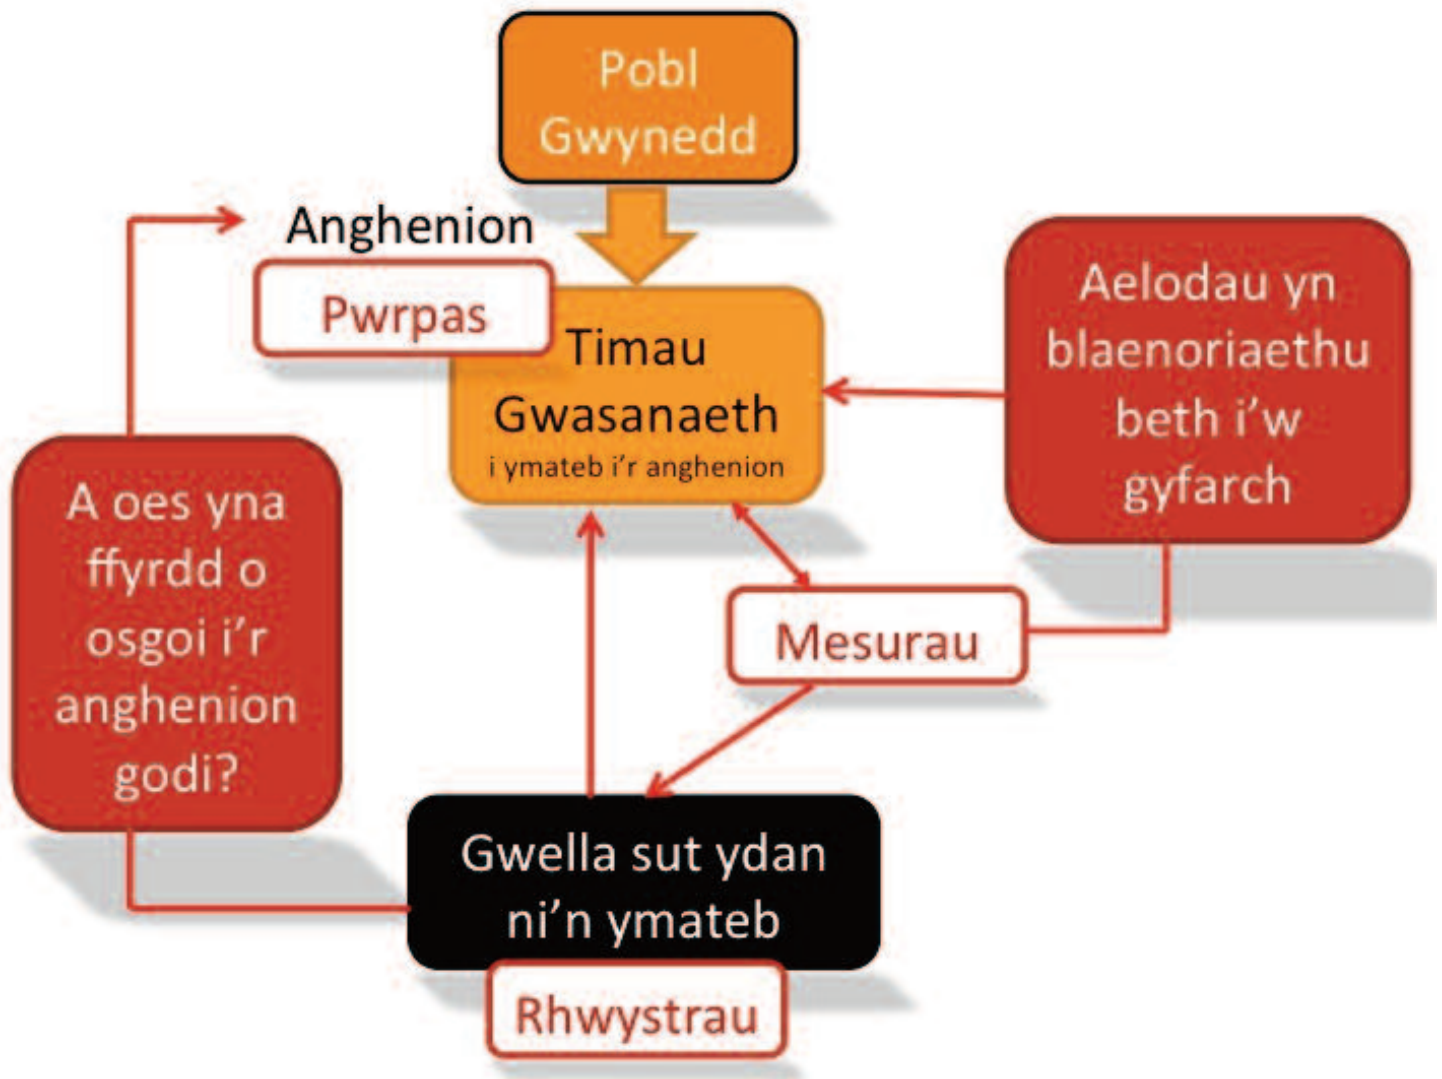 Pobl
Gwynedd
Anghenion
Pwrpas
Timau
Gwasanaeth
i ymateb i'r anghenion
Aelodau yn
blaenoriaethu
beth i'w
gyfarch
A oes yna
ffyrdd o
osgoi i'r
anghenion
godi?
Mesurau
Gwella sut ydan
ni'n ymateb
Rhwystrau